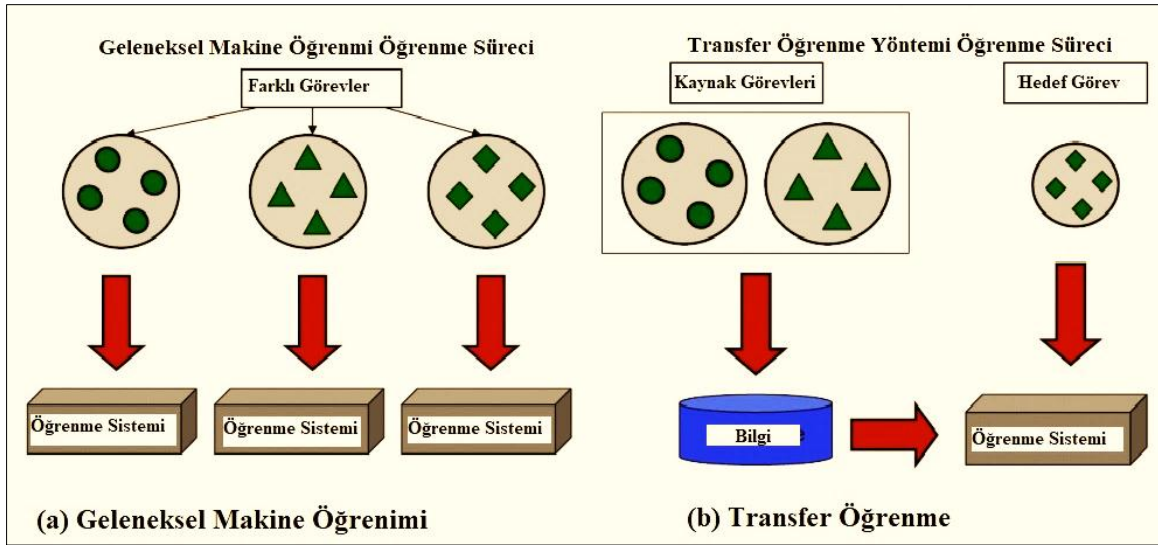 Geleneksel Makine Öğrenmi Öğrenme Süreci
Farklı Görevler
Öğrenme Sistemi
Öğrenme Sistemi
Öğrenme Sistemi
(a) Geleneksel Makine Öğrenimi
Transfer Öğrenme Yöntemi Öğrenme Süreci
Kaynak Görevleri
Hedef Görev
Bilgi
Öğrenme Sistemi
(b) Transfer Öğrenme